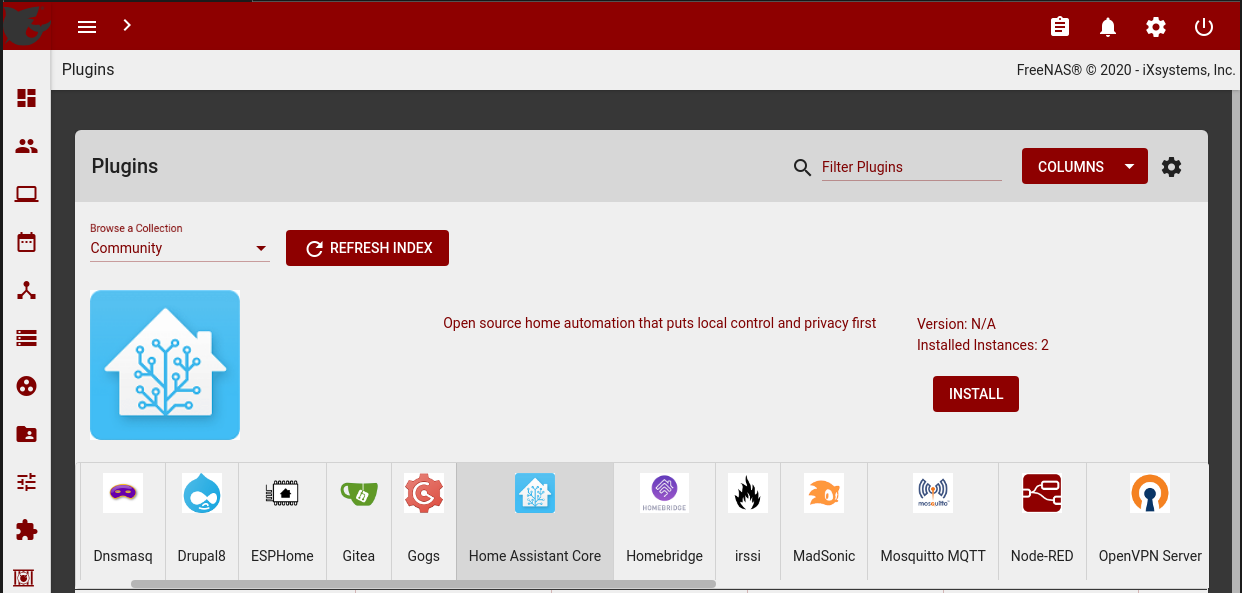 Plugins
FreeNAS® © 2020 - iXsystems, Inc.
Plugins
Filter Plugins
COLUMNS
Browse a Collection
Community
REFRESH INDEX
Open source home automation that puts local control and privacy first
Version: N/A
Installed Instances: 2
INSTALL
HOMEBRIDGE
mosquitto
Dnsmasq
Drupal8
ESPHome
Gitea
Gogs
Home Assistant Core
Homebridge
irssi
MadSonic
Mosquitto MQTT
Node-RED
OpenVPN Server